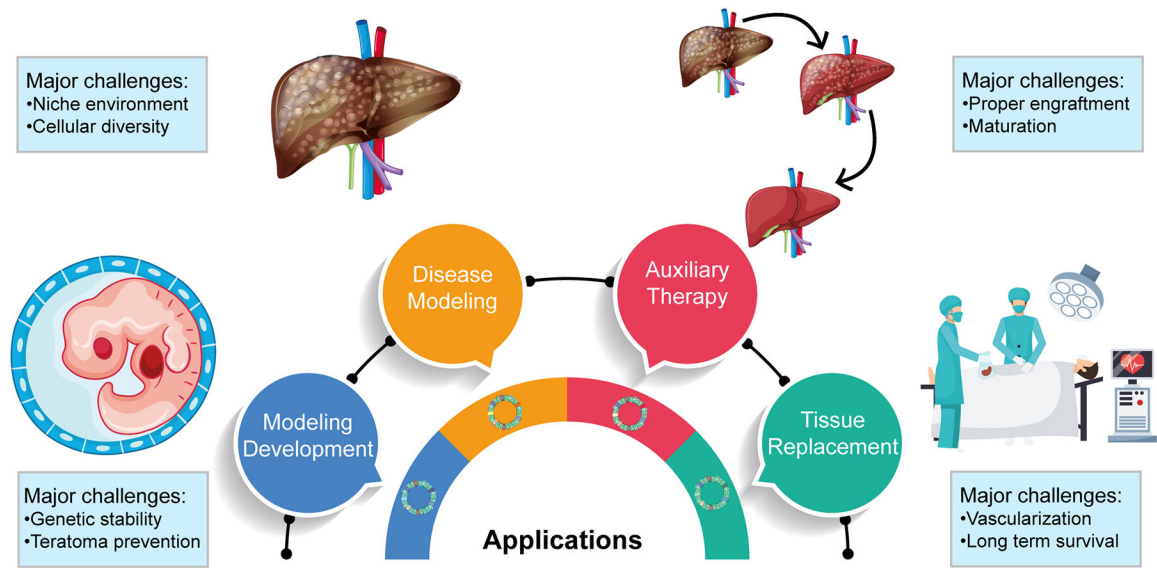 Major challenges:
•Niche environment
•Cellular diversity
Major challenges:
•Proper engraftment
•Maturation
Disease
Modeling
Auxiliary
Therapy
Modeling
Development
Tissue
Replacement
Major challenges:
•Genetic stability
•Teratoma prevention
Applications
Major challenges:
•Vascularization
•Long term survival